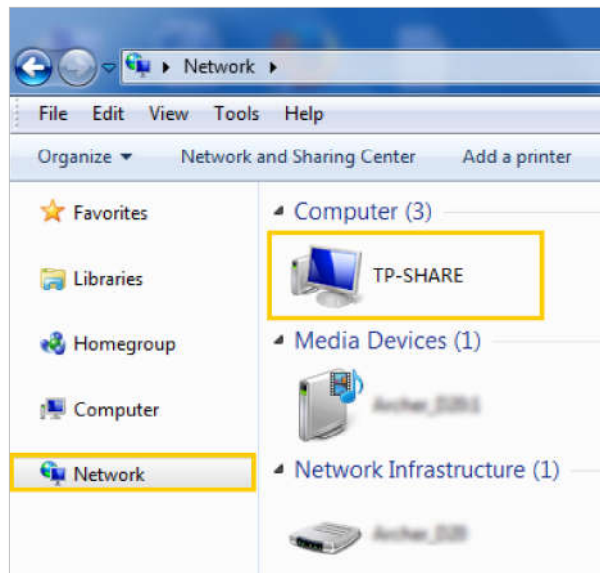 Network
File Edit View Tools Help
Organize Network and Sharing Center Add a printer
Favorites
Libraries
Homegroup
Computer
Network
Computer (3)
TP-SHARE
Media Devices (1)
Network Infrastructure (1)